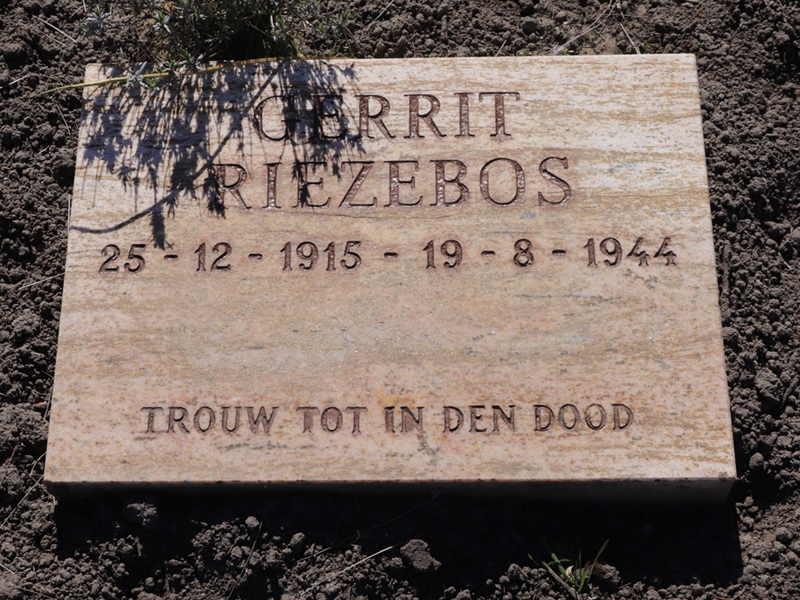 GERRIT
RIEZEBOS
25 - 12 - 1915 - 19 - 8 - 1944
TROUW TOT IN DEN DOOD